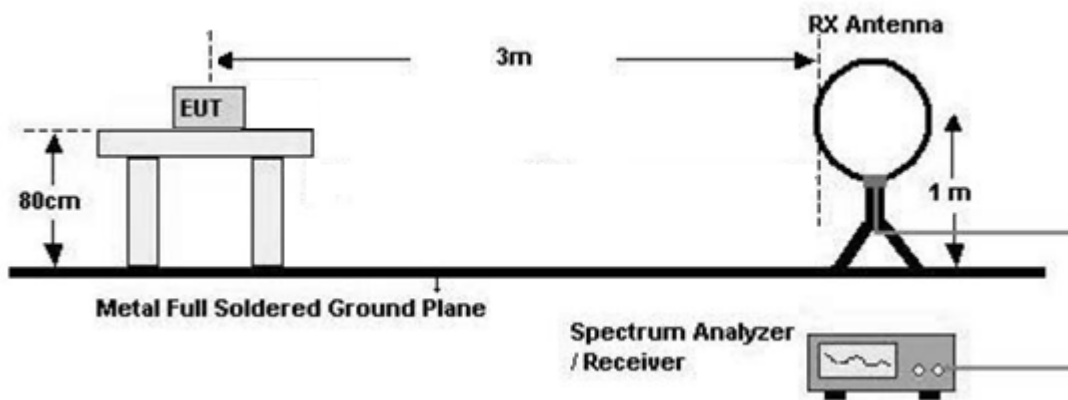 RX Antenna
3m
EUT
80cm
1 m
Metal Full Soldered Ground Plane
Spectrum Analyzer
/ Receiver